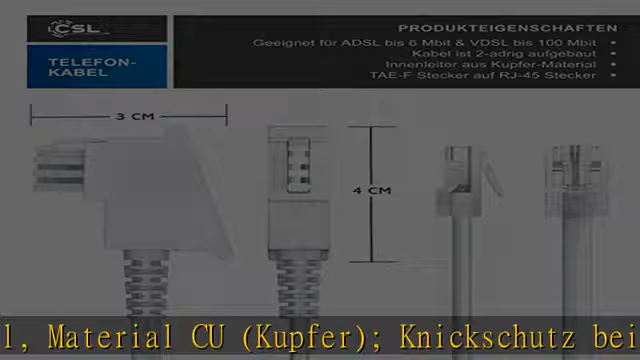 CSL
TELEFON-
KABEL
PRODUKTEIGENSCHAFTEN
Geeignet für ADSL bis 6 Mbit & VDSL bis 100 Mbit •
Kabel ist 2-adrig aufgebaut •
Innenleiter aus Kupfer-Material •
TAE-F Stecker auf RJ-45 Stecker •
3 CM
4 CM
l, Material CU (Kupfer); Knickschutz bei